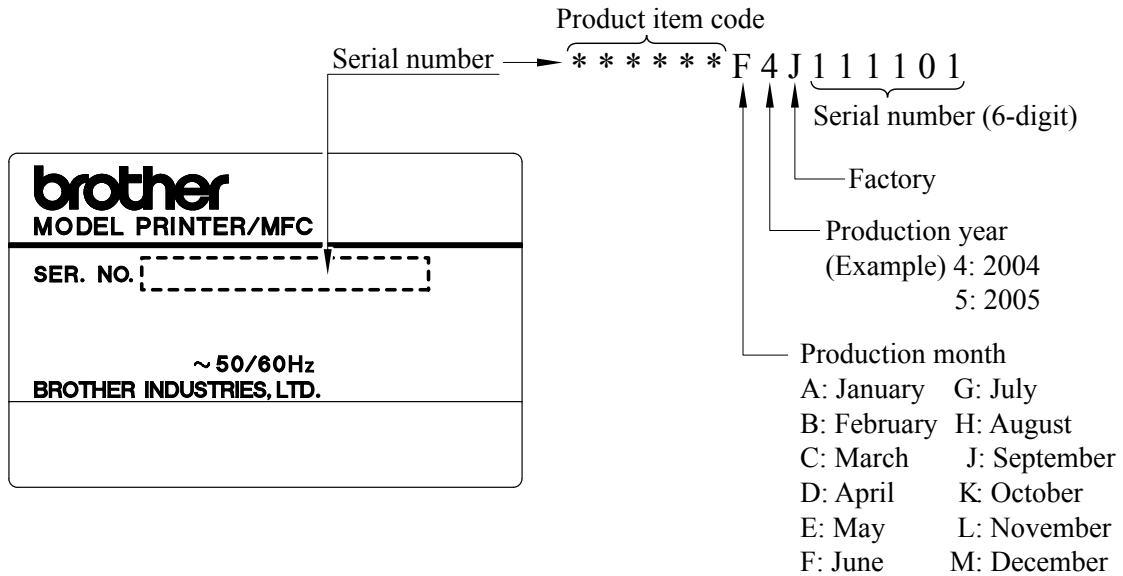 Product item code
Serial number
* * * * * * F 4 J 1 1 1 1 0 1
Serial number (6-digit)
Factory
Production year
(Example) 4: 2004
5: 2005
Production month
A: January G: July
B: February H: August
C: March J: September
D: April K: October
E: May L: November
F: June M: December
brother
MODEL PRINTER/MFC
SER. NO.
~50/60Hz
BROTHER INDUSTRIES, LTD.